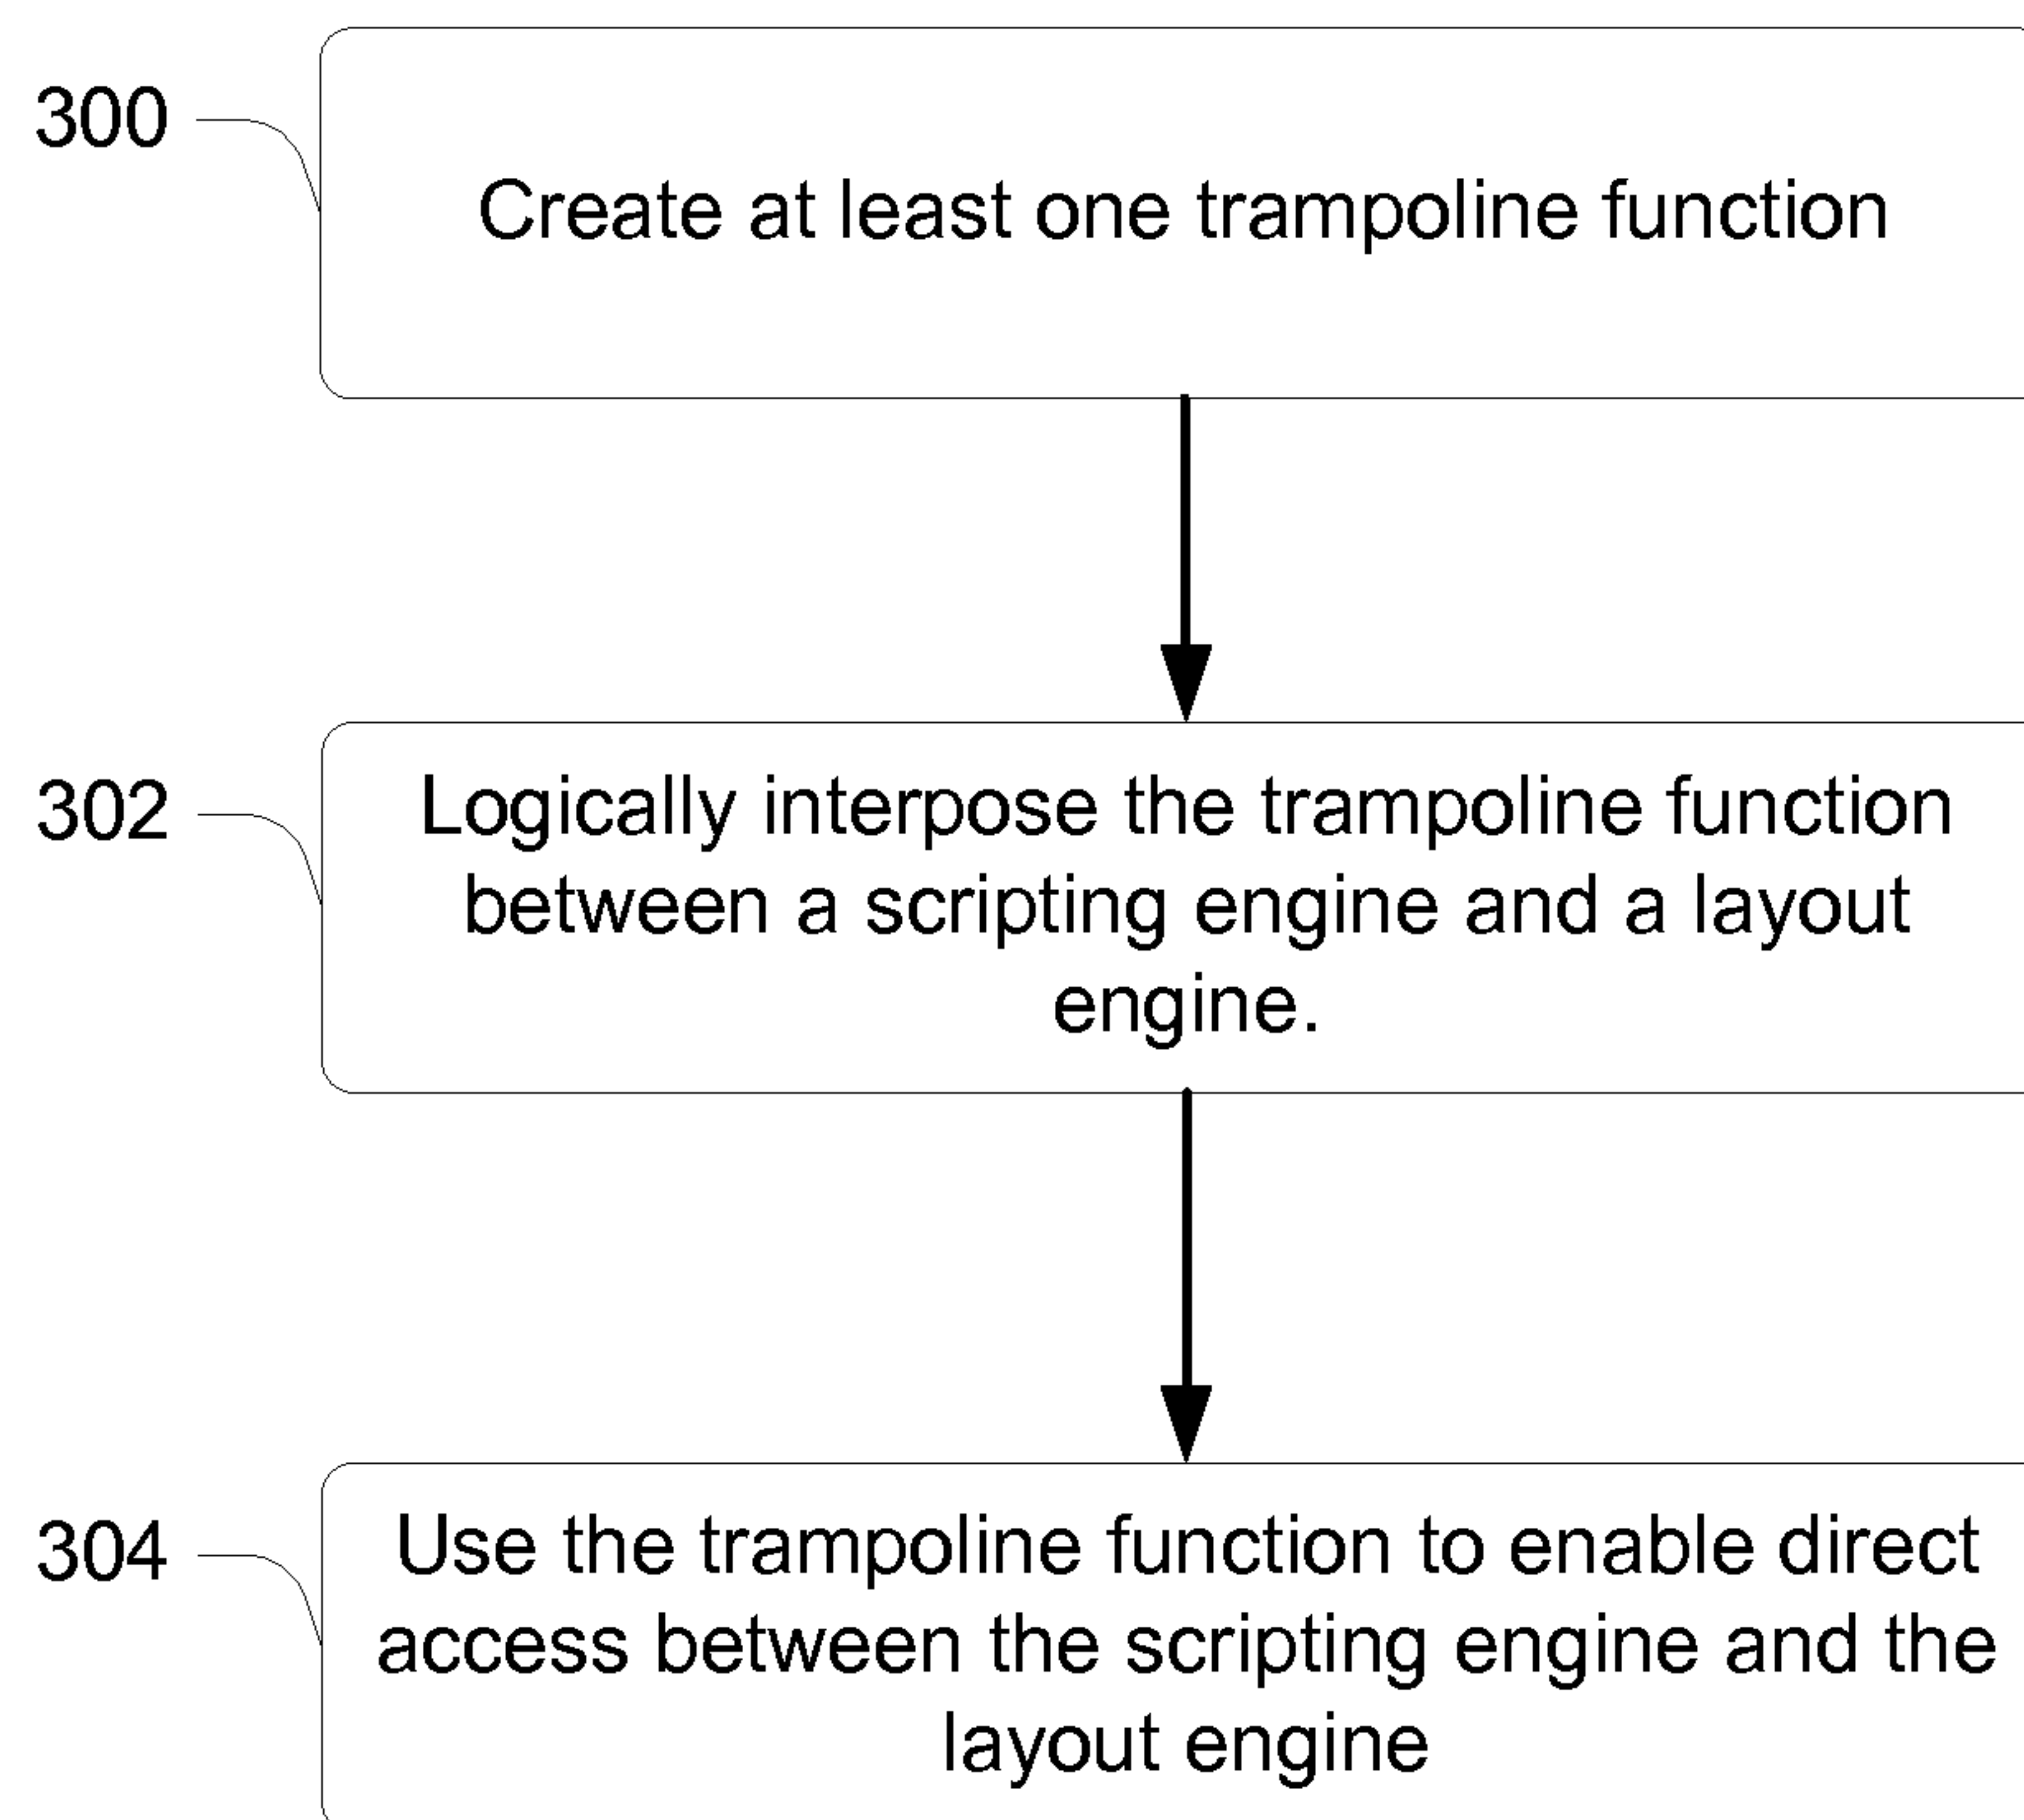 300
Create at least one trampoline function
302
Logically interpose the trampoline function
between a scripting engine and a layout
engine.
304
Use the trampoline function to enable direct
access between the scripting engine and the
layout engine